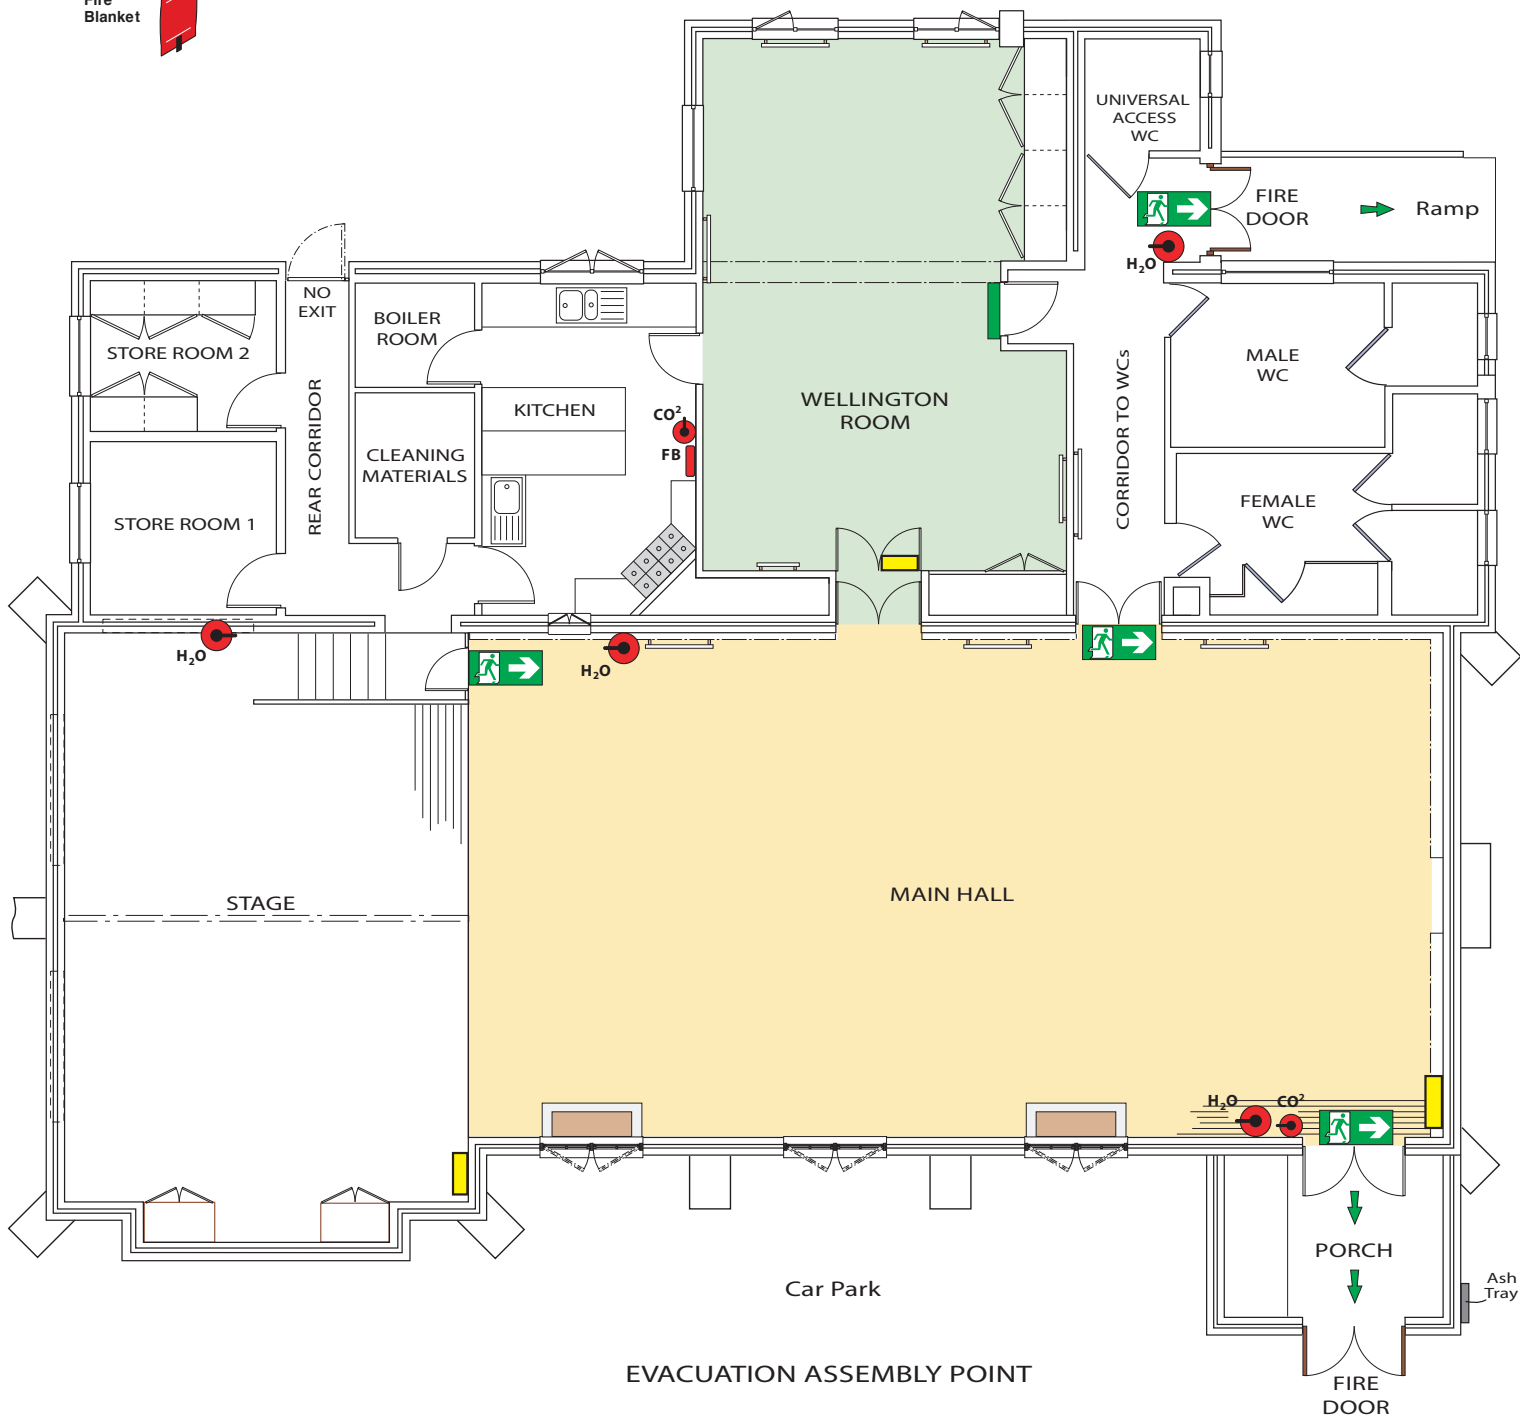 Fire
Blanket
UNIVERSAL
ACCESS
WC
FIRE
DOOR
Ramp
H₂O
NO
EXIT
BOILER
ROOM
STORE ROOM 2
REAR CORRIDOR
KITCHEN
CO²
FB
CLEANING
MATERIALS
STORE ROOM 1
WELLINGTON
ROOM
CORRIDOR TO WCs
MALE
WC
FEMALE
WC
H₂O
H₂O
STAGE
MAIN HALL
H₂O
CO²
PORCH
Ash
Tray
Car Park
EVACUATION ASSEMBLY POINT
FIRE
DOOR